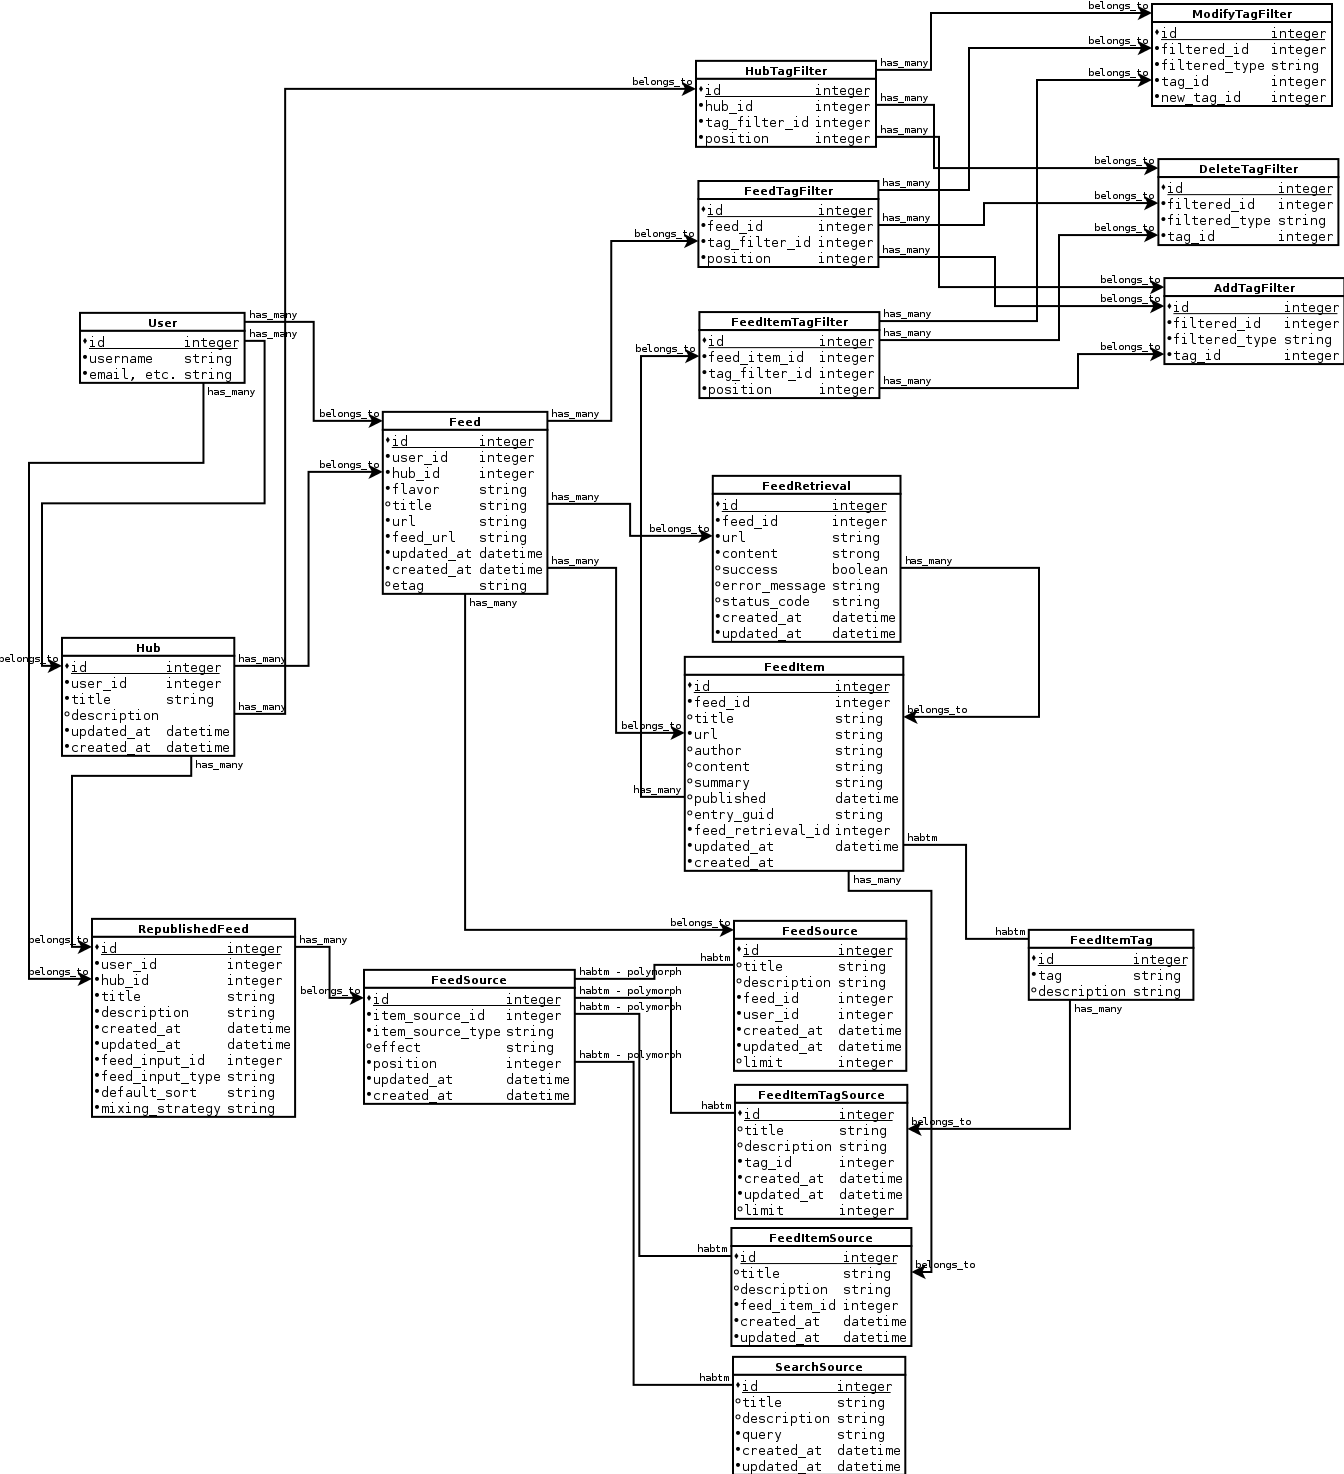 belongs_to
ModifyTagFilter
id integer
filtered_id integer
filtered_type string
tag_id integer
new_tag_id integer
belongs_to
belongs_to
HubTagFilter
id integer
hub_id integer
tag_filter_id integer
position integer
belongs_to
has_many
has_many
has_many
DeleteTagFilter
id integer
filtered_id integer
filtered_type string
tag_id integer
belongs_to
belongs_to
belongs_to
FeedTagFilter
id integer
feed_id integer
tag_filter_id integer
position integer
belongs_to
has_many
has_many
has_many
AddTagFilter
id integer
filtered_id integer
filtered_type string
tag_id integer
belongs_to
belongs_to
belongs_to
User
id integer
username string
email, etc. string
has_many
has_many
has_many
FeedItemTagFilter
id integer
feed_item_id integer
tag_filter_id integer
position integer
belongs_to
has_many
has_many
has_many
Feed
id integer
user_id integer
hub_id integer
flavor string
title string
url string
feed_url string
updated_at datetime
created_at datetime
etag string
belongs_to
belongs_to
has_many
has_many
has_many
has_many
FeedRetrieval
id integer
feed_id integer
url string
content strong
success boolean
error_message string
status_code string
created_at datetime
updated_at datetime
belongs_to
has_many
Hub
id integer
user_id integer
title string
description
updated_at datetime
created_at datetime
belongs_to
has_many
has_many
has_many
FeedItem
id integer
feed_id integer
title string
url string
author string
content string
summary string
published datetime
entry_guid string
feed_retrieval_id integer
updated_at datetime
created_at
belongs_to
belongs_to
has_many
habtm
has_many
RepublishedFeed
id integer
user_id integer
hub_id integer
title string
description string
created_at datetime
updated_at datetime
feed_input_id integer
feed_input_type string
default_sort string
mixing_strategy string
belongs_to
belongs_to
has_many
FeedSource
id integer
item_source_id integer
item_source_type string
effect string
position integer
updated_at datetime
created_at datetime
belongs_to
habtm - polymorph
habtm - polymorph
habtm - polymorph
habtm - polymorph
FeedSource
id integer
title string
description string
feed_id integer
user_id integer
created_at datetime
updated_at datetime
limit integer
belongs_to
habtm
FeedItemTag
id integer
tag string
description string
habtm
has_many
FeedItemTagSource
id integer
title string
description string
tag_id integer
created_at datetime
updated_at datetime
limit integer
habtm
belongs_to
FeedItemSource
id integer
title string
description string
feed_item_id integer
created_at datetime
updated_at datetime
habtm
belongs_to
SearchSource
id integer
title string
description string
query string
created_at datetime
updated_at datetime
habtm